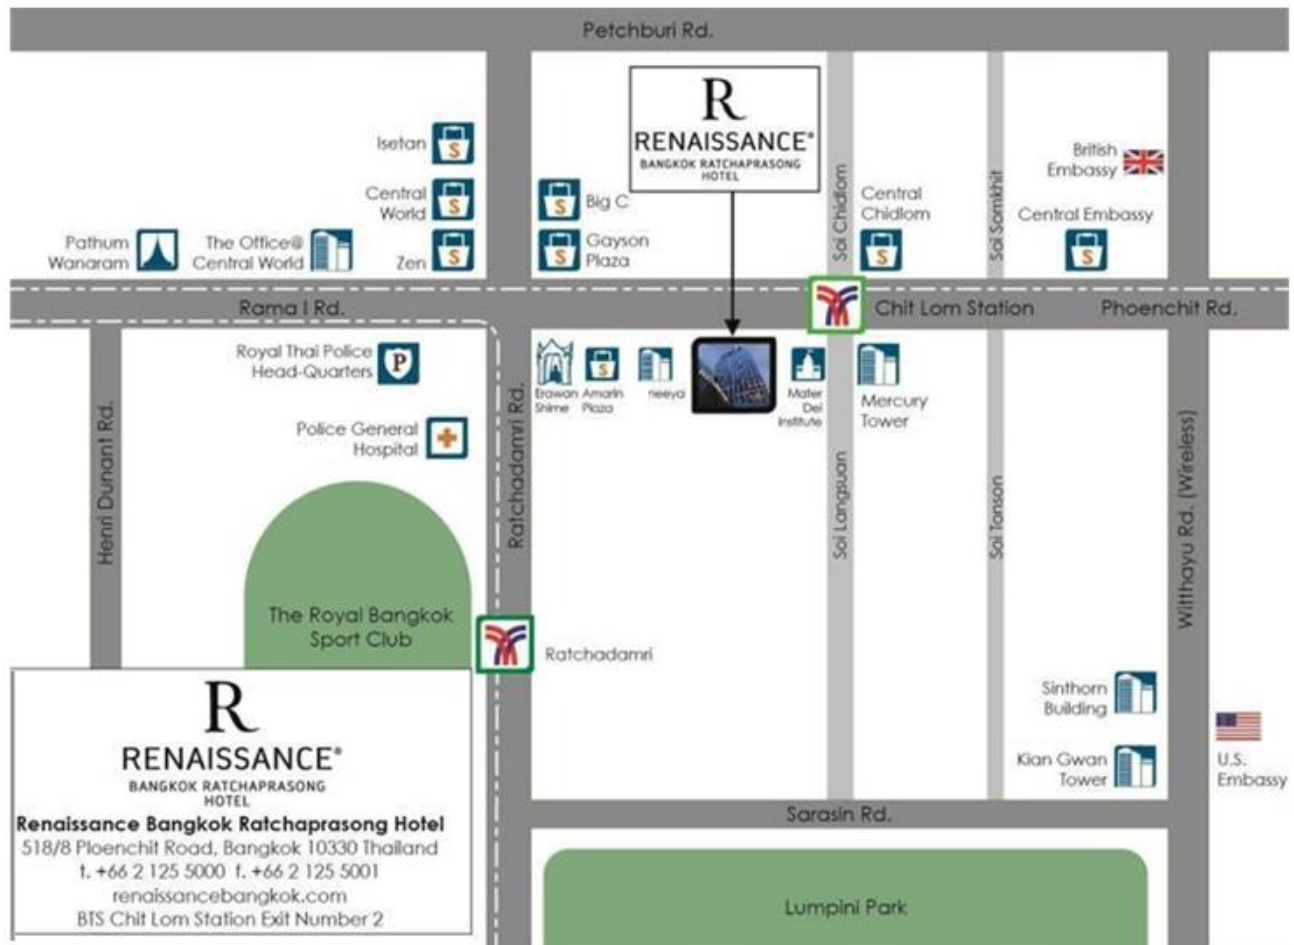 Petchburi Rd.
R
RENAISSANCE®
BANGKOK RATCHAPRASONG
HOTEL
Isetan
Central
World
Zen
Pathum
Wanaram
The Office@
Central World
Big C
Gayson
Plaza
Soi Chidlom
Central
Chidlom
Soi Somkhit
British
Embassy
Central Embassy
Rama I Rd.
Chit Lom Station
Phoenchit Rd.
Royal Thai Police
Head-Quarters
P
Police General
Hospital
Erawan
Shrine
Amarin
Plaza
neeya
Mater
Dei
Institute
Mercury
Tower
Henri Dunant Rd.
Ratchadamri Rd.
Soi Langsuan
Soi Tonson
Witthayu Rd. (Wireless)
The Royal Bangkok
Sport Club
Ratchadamri
Sinthorn
Building
Kian Gwan
Tower
U.S.
Embassy
Sarasin Rd.
Lumpini Park
R
RENAISSANCE®
BANGKOK RATCHAPRASONG
HOTEL
Renaissance Bangkok Ratchaprasong Hotel
518/8 Ploenchit Road, Bangkok 10330 Thailand
t. +66 2 125 5000 f. +66 2 125 5001
renaissancebangkok.com
BTS Chit Lom Station Exit Number 2